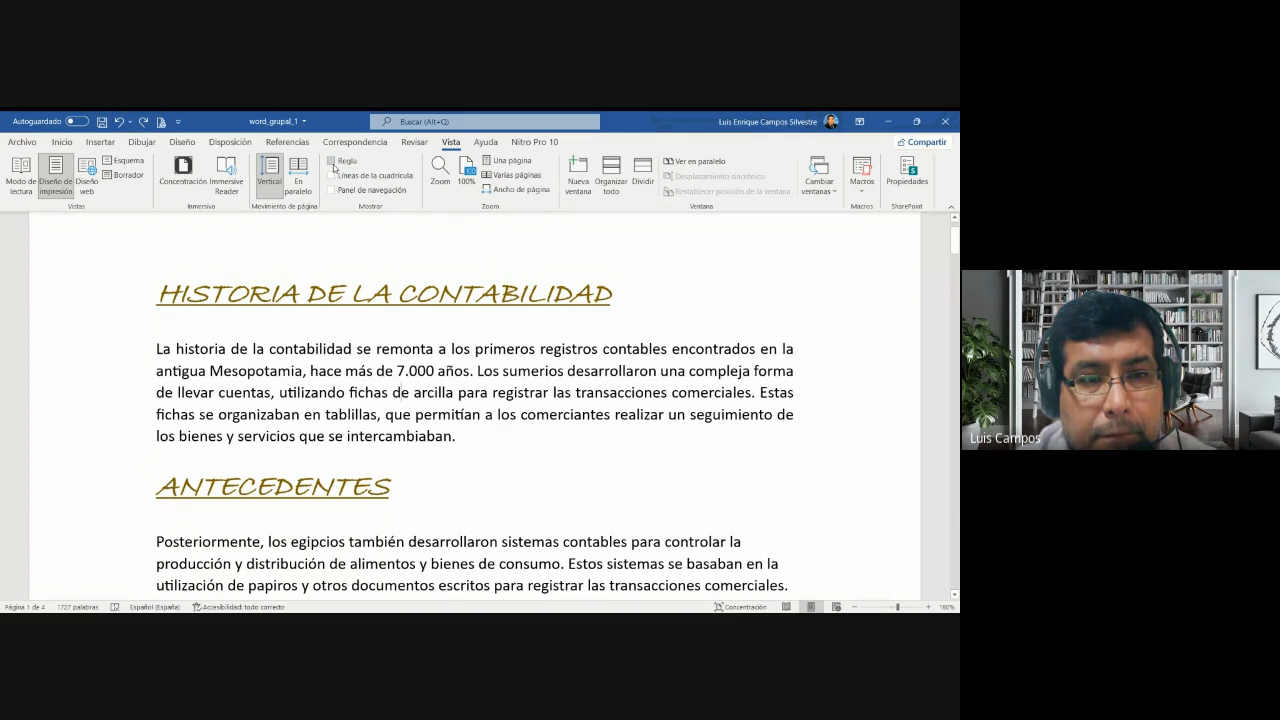 Autoguardado
word_grupal_1
Buscar (Alt+Q)
Luis Enrique Campos Silvestre
Archivo Inicio Insertar Dibujar Diseño Disposición Referencias Correspondencia Revisar Vista Ayuda Nitro Pro 10 Compartir
Modo de lectura
Diseño de impresión
Diseño web
Esquema
Borrador
Vistas
Concentración
Immersive Reader
Inmersivo
Vertical
En paralelo
Movimiento de página
Regla
Líneas de la cuadrícula
Panel de navegación
Mostrar
Zoom
100%
Una página
Varias páginas
Ancho de página
Zoom
Nueva ventana
Organizar todo
Dividir
Ver en paralelo
Desplazamiento sincrónico
Restablecer posición de la ventana
Ventana
Cambiar ventanas
Macros
Macros
Propiedades
SharePoint
HISTORIA DE LA CONTABILIDAD
La historia de la contabilidad se remonta a los primeros registros contables encontrados en la
antigua Mesopotamia, hace más de 7.000 años. Los sumerios desarrollaron una compleja forma
de llevar cuentas, utilizando fichas de arcilla para registrar las transacciones comerciales. Estas
fichas se organizaban en tablillas, que permitían a los comerciantes realizar un seguimiento de
los bienes y servicios que se intercambiaban.
ANTECEDENTES
Posteriormente, los egipcios también desarrollaron sistemas contables para controlar la
producción y distribución de alimentos y bienes de consumo. Estos sistemas se basaban en la
utilización de papiros y otros documentos escritos para registrar las transacciones comerciales.
Página 1 de 4 1727 palabras Español (España) Accesibilidad: todo correcto Concentración 180%
Luis Campos